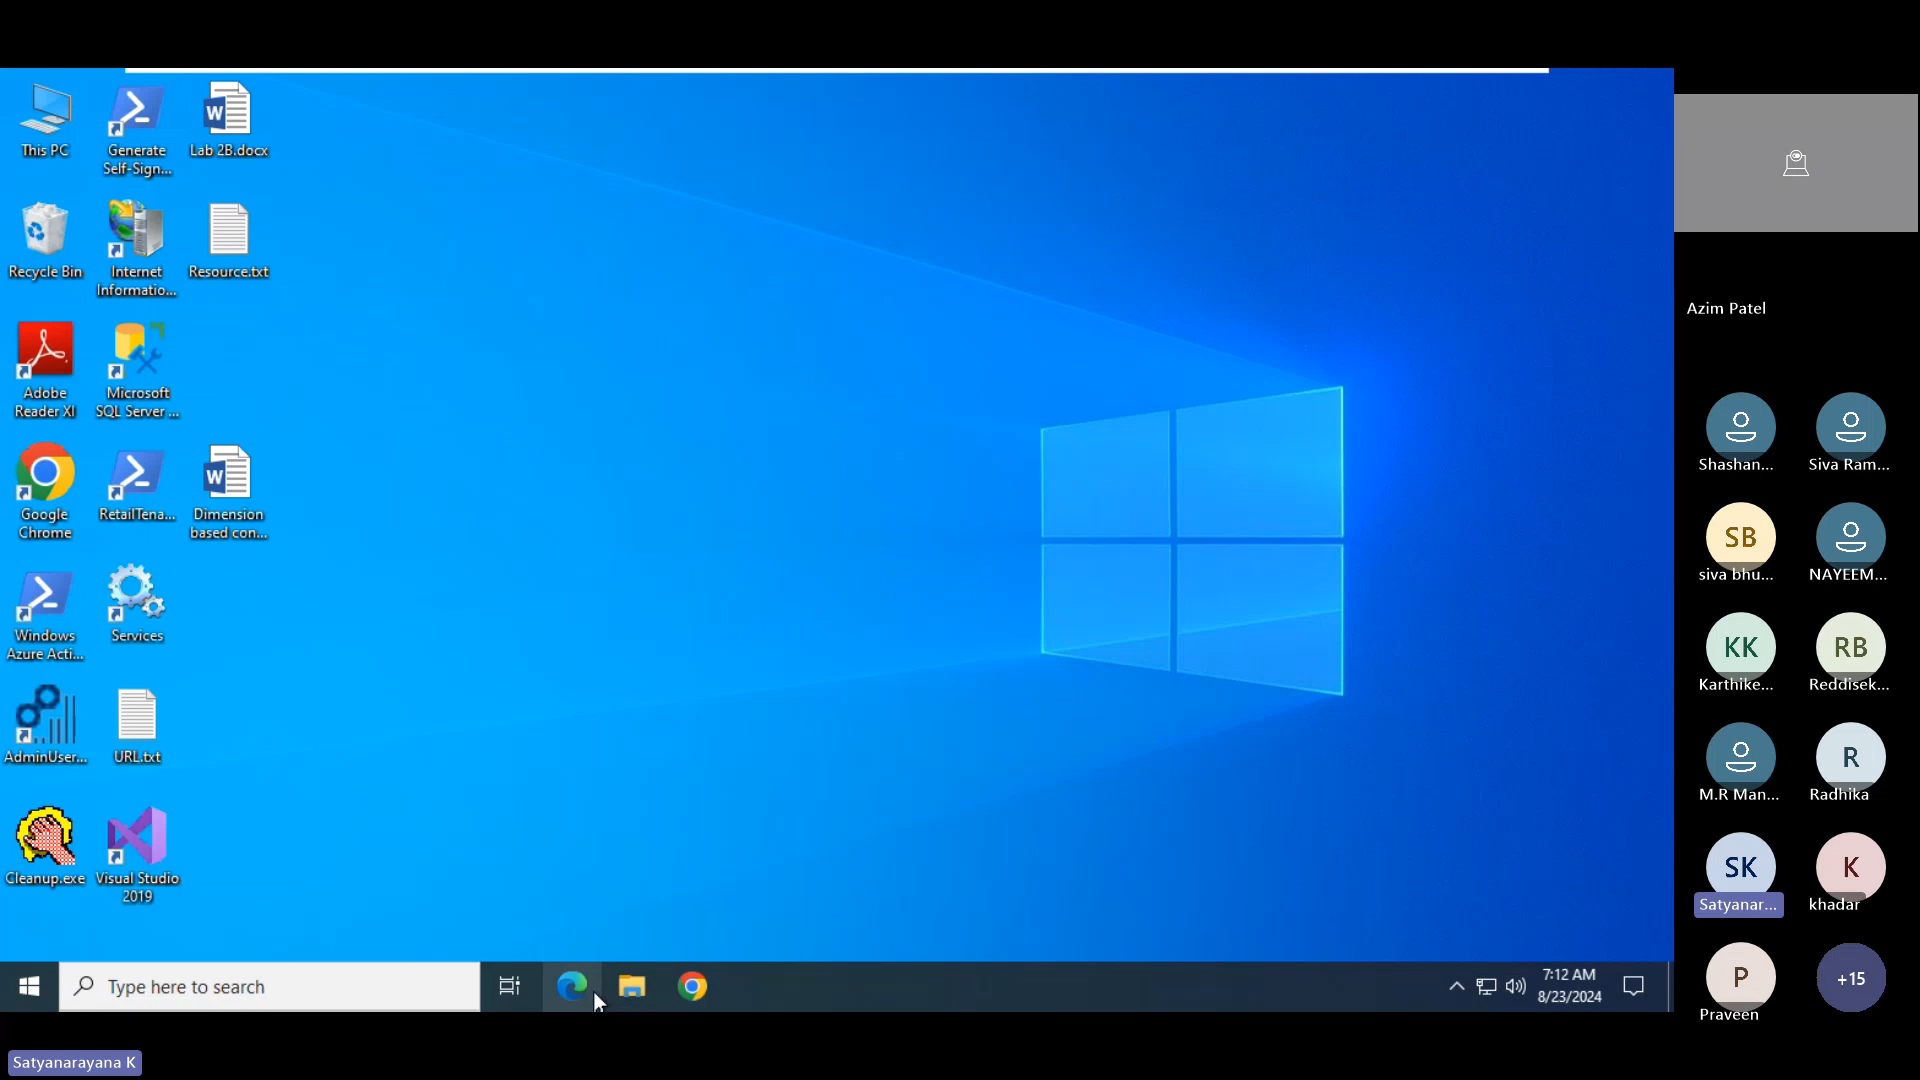 This PC
Generate
Self-Sign...
Lab 2B.docx
Recycle Bin
Internet
Informatio...
Resource.txt
Adobe
Reader XI
Microsoft
SQL Server ...
Google
Chrome
RetailTena...
Dimension
based con...
Windows
Azure Acti...
Services
AdminUser...
URL.txt
Cleanup.exe
Visual Studio
2019
Type here to search
7:12 AM
8/23/2024
Azim Patel
Shashan...
Siva Ram...
SB
siva bhu...
NAYEEM...
KK
Karthike...
RB
Reddisek...
M.R Man...
R
Radhika
SK
Satyanar...
K
khadar
P
Praveen
+15
Satyanarayana K